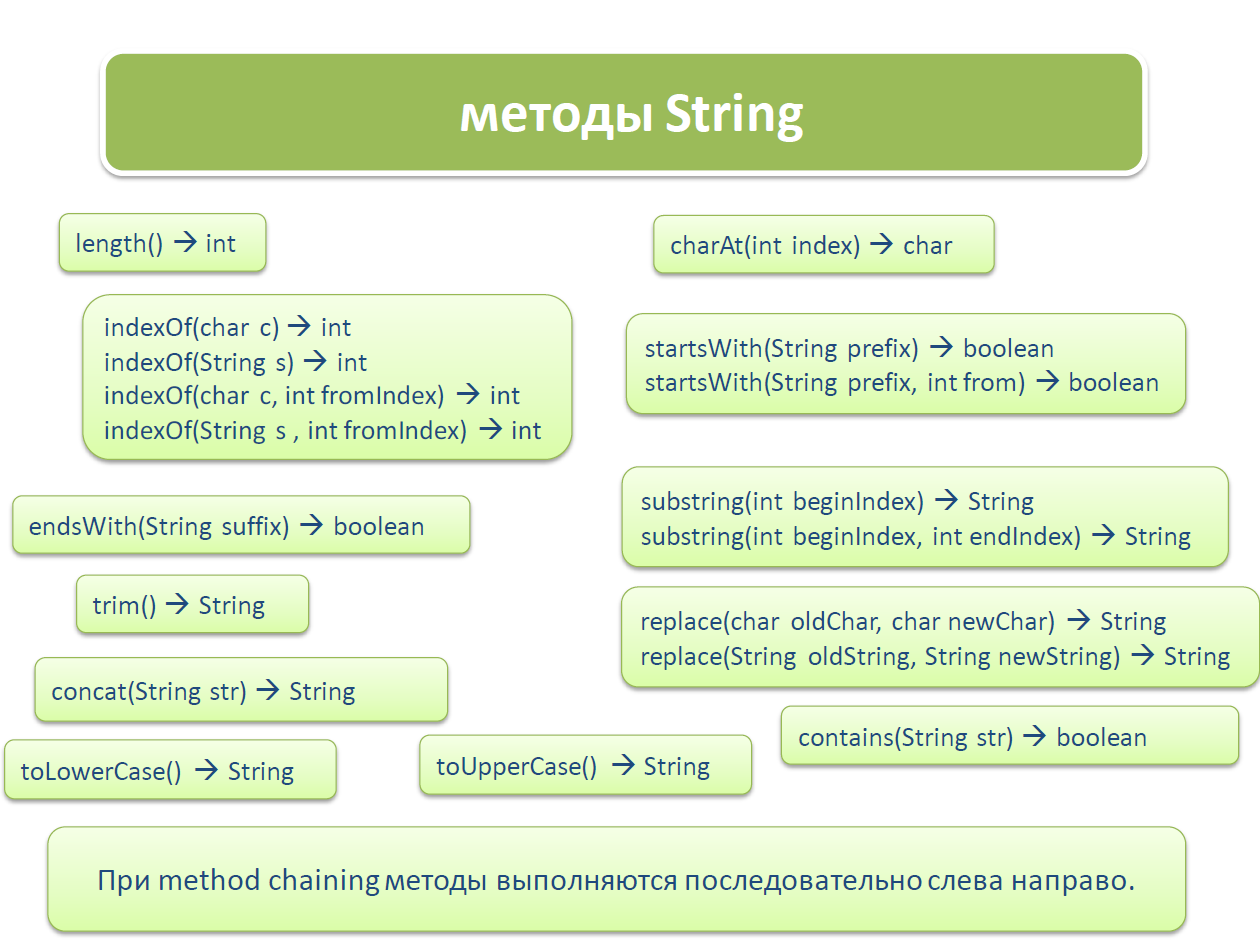 методы String
length() → int
charAt(int index) → char
indexOf(char c) → int
indexOf(String s) → int
indexOf(char c, int fromIndex) → int
indexOf(String s , int fromIndex) → int
startsWith(String prefix) → boolean
startsWith(String prefix, int from) → boolean
endsWith(String suffix) → boolean
substring(int beginIndex) → String
substring(int beginIndex, int endIndex) → String
trim() → String
replace(char oldChar, char newChar) → String
replace(String oldString, String newString) → String
concat(String str) → String
contains(String str) → boolean
toLowerCase() → String
toUpperCase() → String
При method chaining методы выполняются последовательно слева направо.